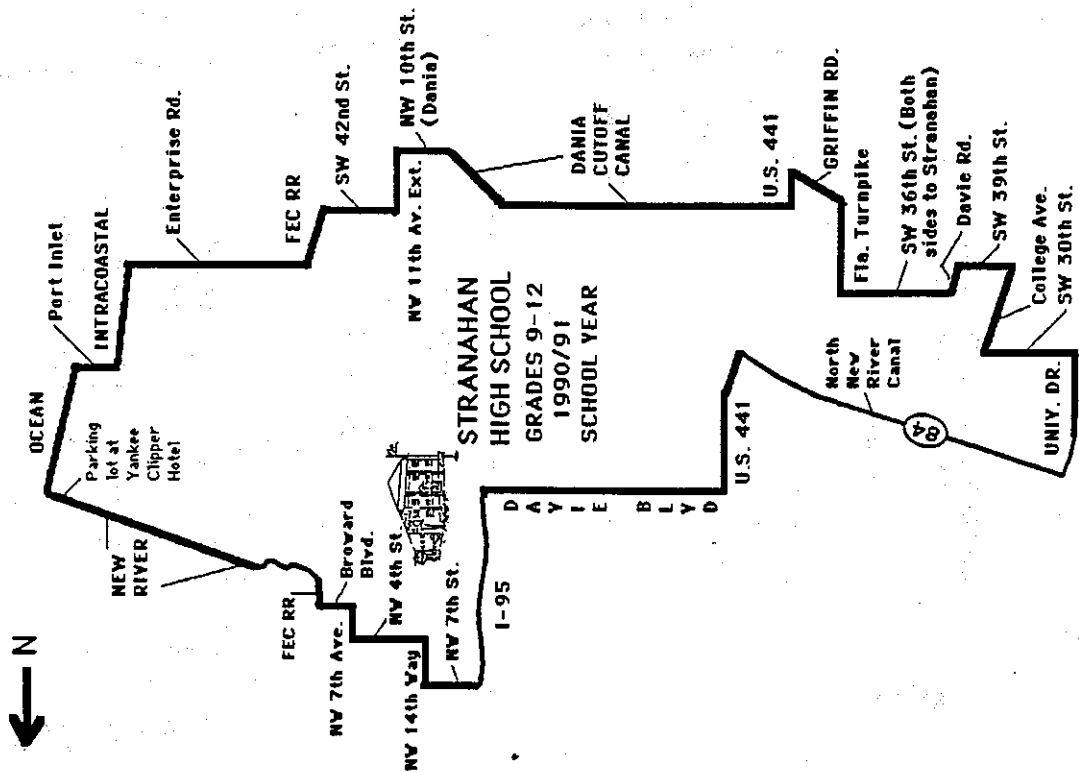 N
OCEAN
Port Inlet
INTRACOASTAL
Enterprise Rd.
FEC RR
SW 42nd St.
NW 11th Av. Ext.
NW 10th St.
(Dania)
DANIA
CUTOFF
CANAL
U.S. 441
GRIFFIN RD.
Fla. Turnpike
SW 36th St. (Both
sides to Stranahan)
Davie Rd.
SW 39th St.
College Ave.
SW 30th St.
UNIV. DR.
84
North
New
River
Canal
U.S. 441
DAVIE BLVD
I-95
NW 7th St.
NW 14th Way
NW 4th St
NW 7th Ave.
Broward
Blvd.
FEC RR
NEW
RIVER
Parking
lot at
Yankee
Clipper
Hotel
STRANAHAN
HIGH SCHOOL
GRADES 9-12
1990/91
SCHOOL YEAR